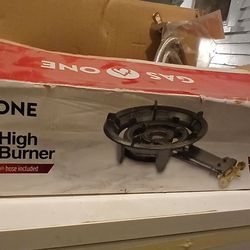 GAS ONE
ONE
High
Burner
hose included